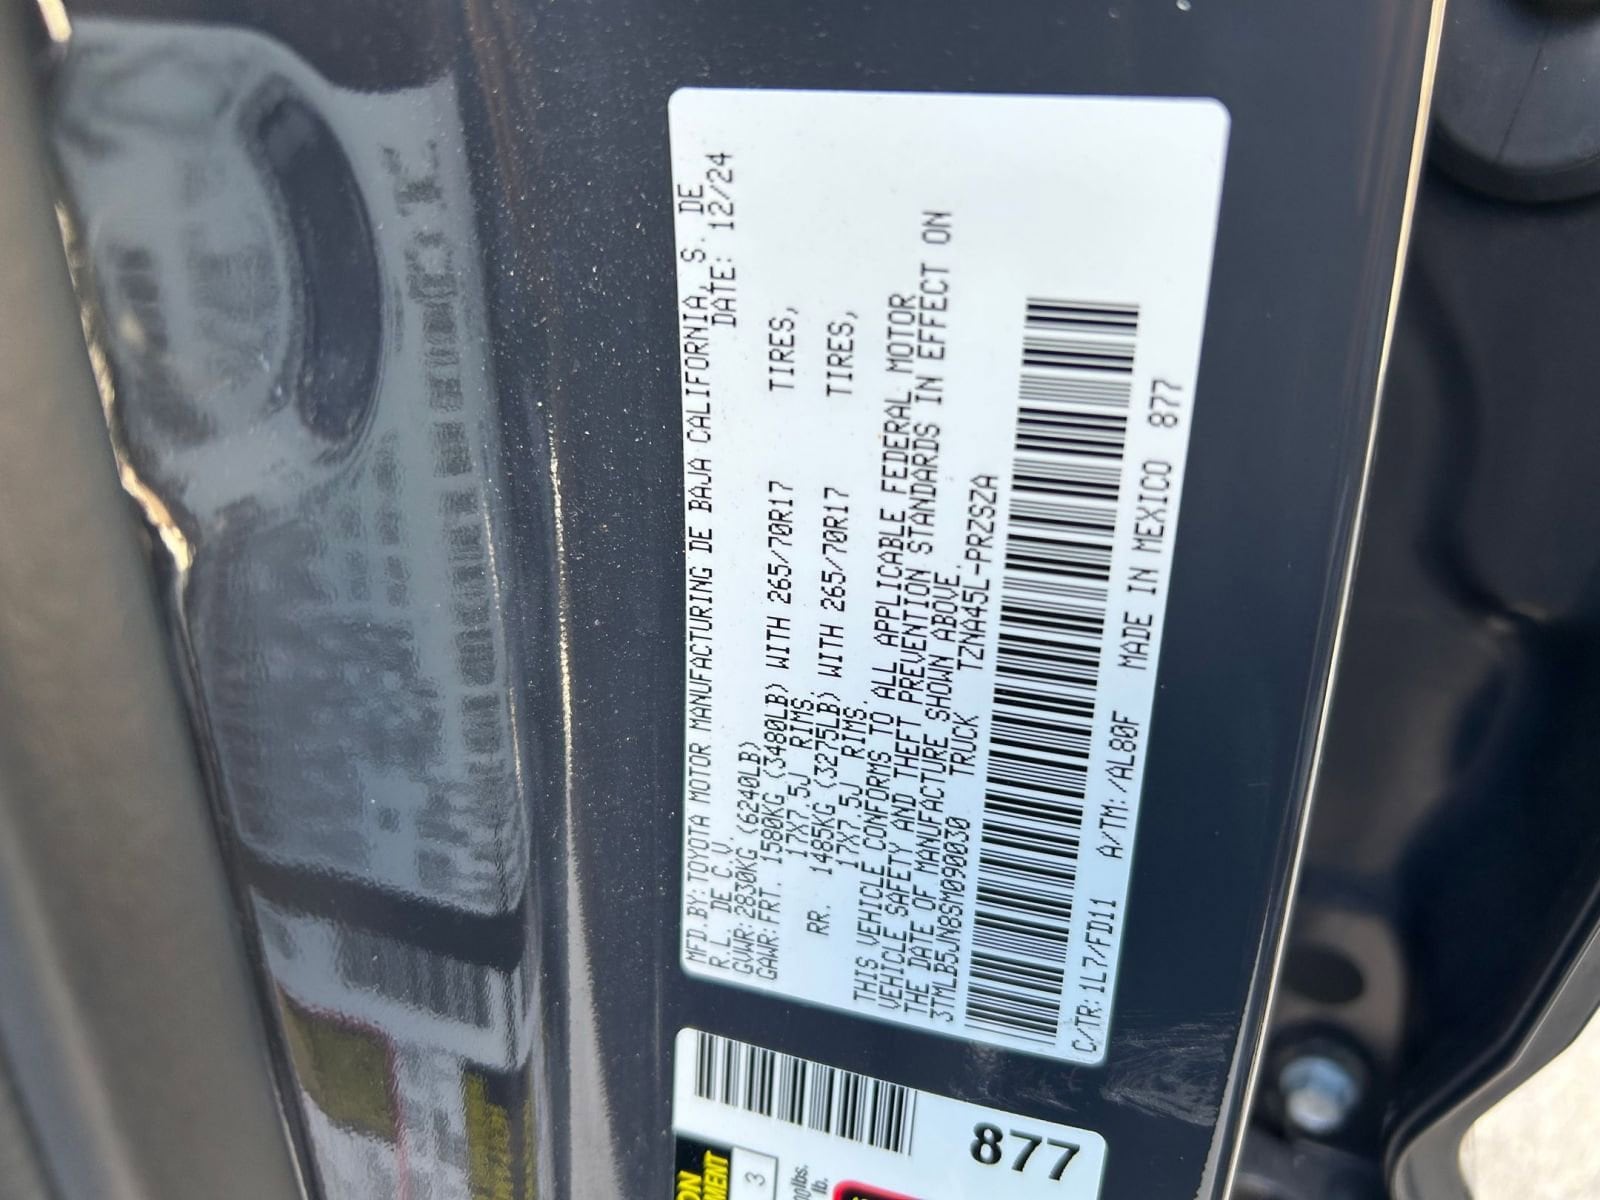 MFD.BY: TOYOTA MOTOR MANUFACTURING DE BAJA CALIFORNIA, S. DE
R.L. DE C.V. DATE: 12/24
GVWR: 2830KG (6240LB)
GAWR: FRT. 1580KG (3480LB) WITH 265/70R17 TIRES,
17X7.5J RIMS
RR. 1485KG (3275LB) WITH 265/70R17 TIRES,
17X7.5J RIMS.
THIS VEHICLE CONFORMS TO ALL APPLICABLE FEDERAL MOTOR
VEHICLE SAFETY AND THEFT PREVENTION STANDARDS IN EFFECT ON
THE DATE OF MANUFACTURE SHOWN ABOVE.
3TMLB5JN8SM090030 TRUCK TZNA45L-PRZSZA
C/TR: 1L7/FD11 A/TM: /AL80F MADE IN MEXICO 877
877
3
lb.